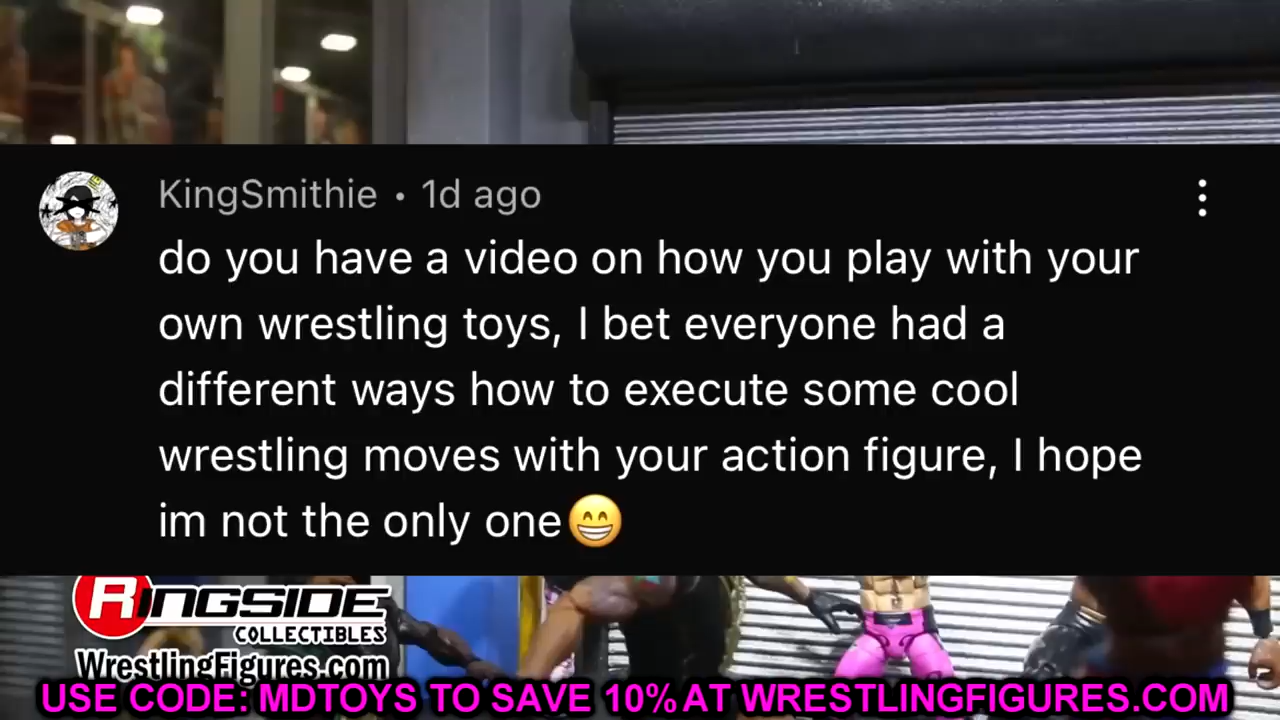 KingSmithie • 1d ago
do you have a video on how you play with your
own wrestling toys, I bet everyone had a
different ways how to execute some cool
wrestling moves with your action figure, I hope
im not the only one😁
RINGSIDE
COLLECTIBLES
WrestlingFigures.com
USE CODE: MDTOYS TO SAVE 10% AT WRESTLINGFIGURES.COM